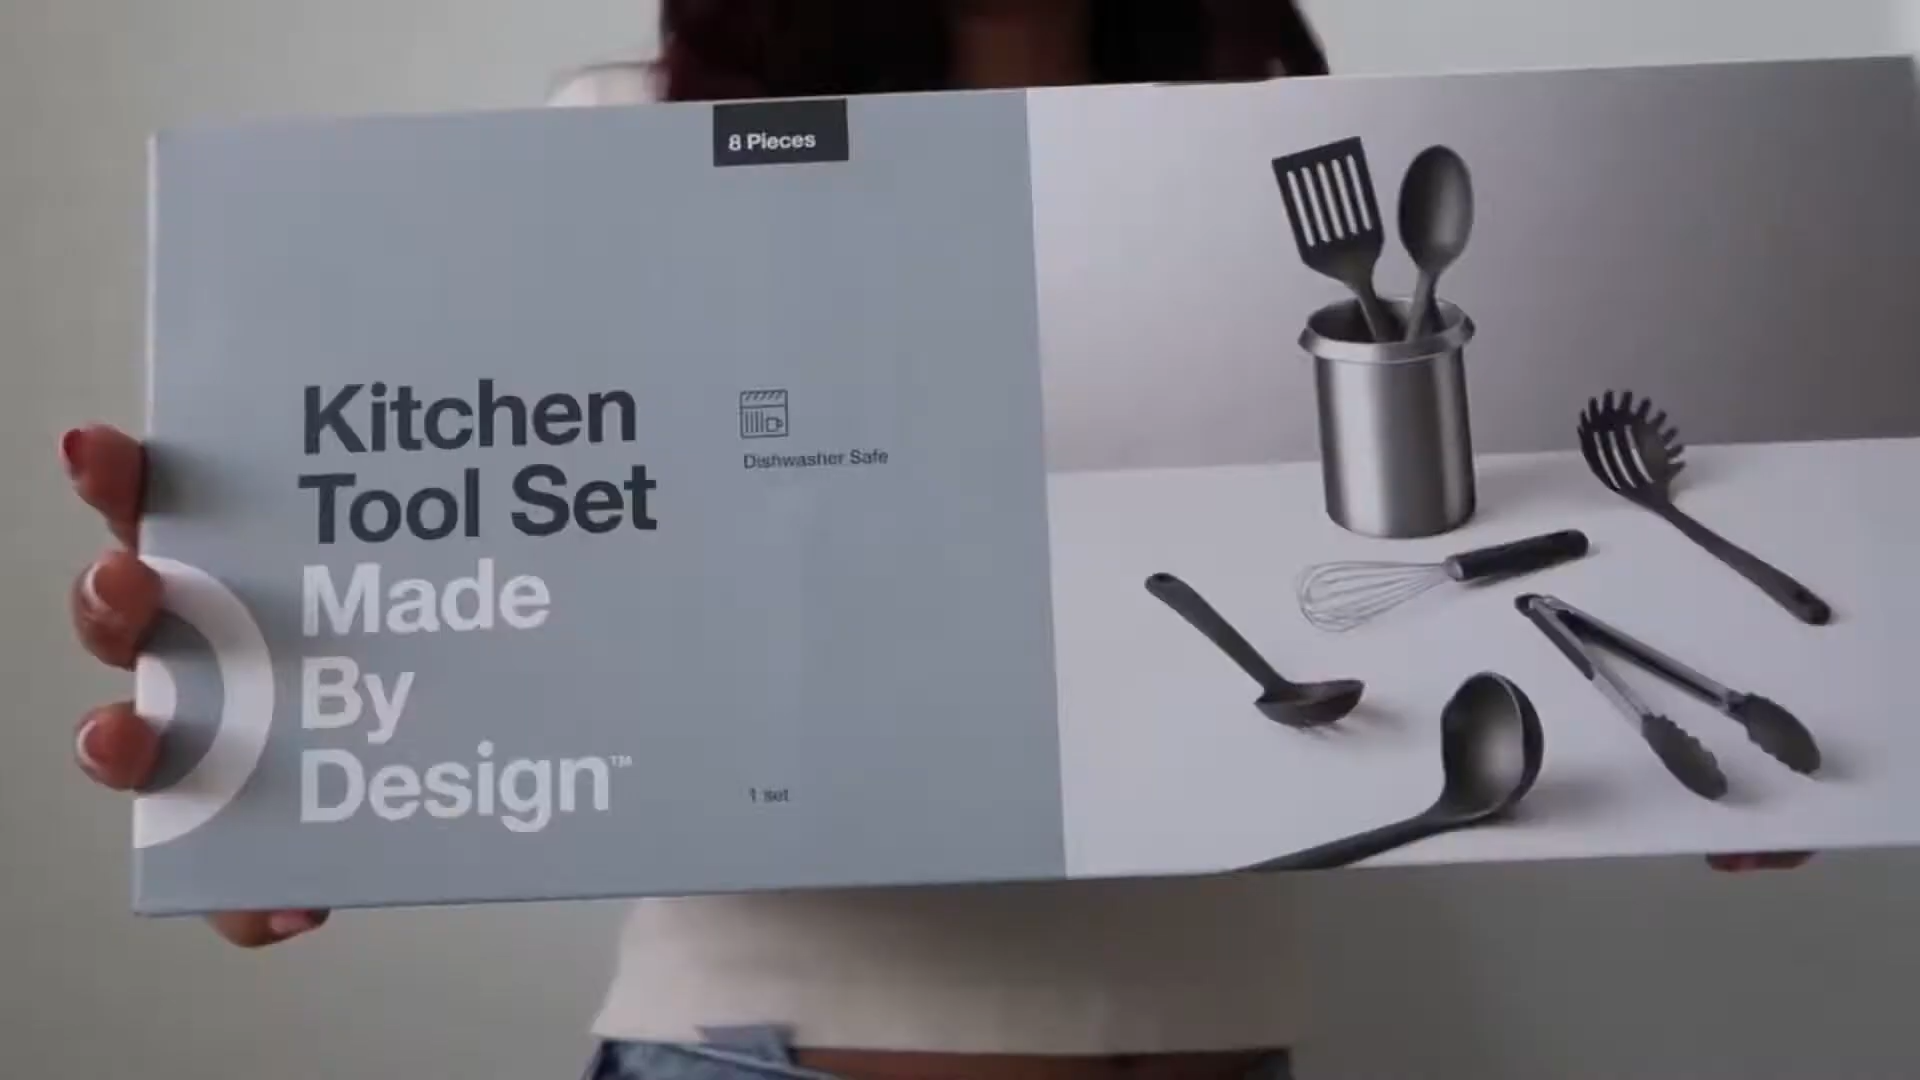 8 Pieces
Kitchen
Tool Set
Made
By
Design™
Dishwasher Safe
1 set